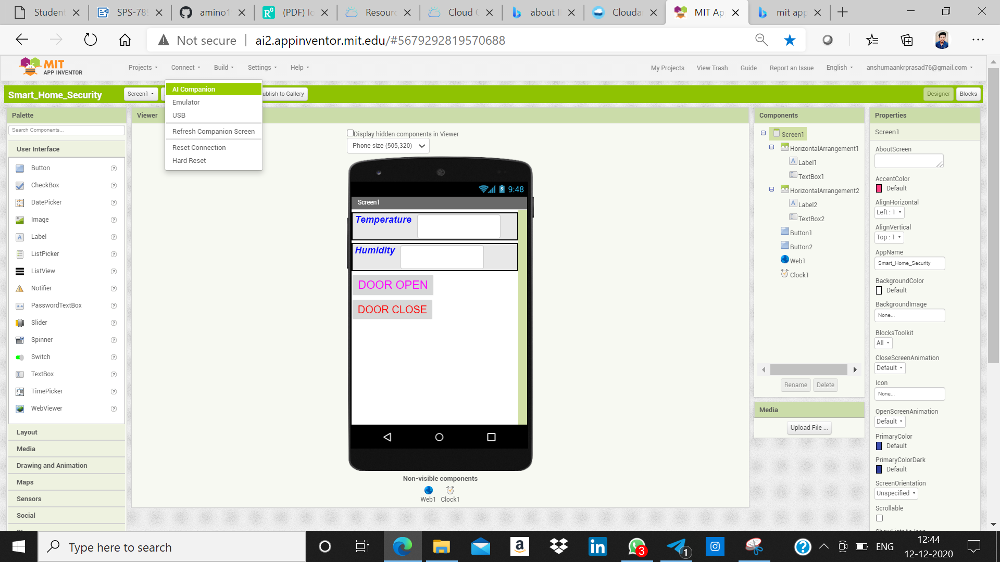 Student
SPS-789
amino1
(PDF) Io
Resourc
Cloud
about I
Clouda
MIT Ap
mit app
Not secure
ai2.appinventor.mit.edu/#5679292819570688
MIT
APP INVENTOR
Projects
Connect
Build
Settings
Help
My Projects
View Trash
Guide
Report an Issue
English
anshumaankrprasad76@gmail.com
Smart_Home_Security
Screen1
ublish to Gallery
Designer
Blocks
AI Companion
Emulator
USB
Refresh Companion Screen
Reset Connection
Hard Reset
Palette
Search Components...
User Interface
Button
CheckBox
DatePicker
Image
Label
ListPicker
ListView
Notifier
PasswordTextBox
Slider
Spinner
Switch
TextBox
TimePicker
WebViewer
Layout
Media
Drawing and Animation
Maps
Sensors
Social
Viewer
Display hidden components in Viewer
Phone size (505,320)
9:48
Screen1
Temperature
Humidity
DOOR OPEN
DOOR CLOSE
Non-visible components
Web1
Clock1
Components
Screen1
HorizontalArrangement1
Label1
TextBox1
HorizontalArrangement2
Label2
TextBox2
Button1
Button2
Web1
Clock1
Rename
Delete
Media
Upload File ...
Properties
Screen1
AboutScreen
AccentColor
Default
AlignHorizontal
Left : 1
AlignVertical
Top : 1
AppName
Smart_Home_Security
BackgroundColor
Default
BackgroundImage
None...
BlocksToolkit
All
CloseScreenAnimation
Default
Icon
None...
OpenScreenAnimation
Default
PrimaryColor
Default
PrimaryColorDark
Default
ScreenOrientation
Unspecified
Scrollable
Type here to search
3
1
ENG
12:44
12-12-2020